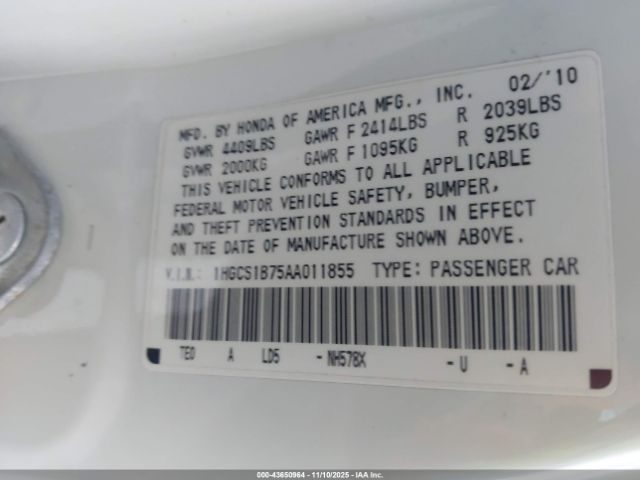 MFD. BY HONDA OF AMERICA MFG., INC. 02/'10
GVWR 4409LBS GAWR F 2414LBS R 2039LBS
GVWR 2000KG GAWR F 1095KG R 925KG
THIS VEHICLE CONFORMS TO ALL APPLICABLE
FEDERAL MOTOR VEHICLE SAFETY, BUMPER,
AND THEFT PREVENTION STANDARDS IN EFFECT
ON THE DATE OF MANUFACTURE SHOWN ABOVE.
V.I.N.: 1HGCS1B75AA011855 TYPE: PASSENGER CAR
TE0 A LD5 -NH578X -U -A
000-43650964 - 11/10/2025 - IAA Inc.